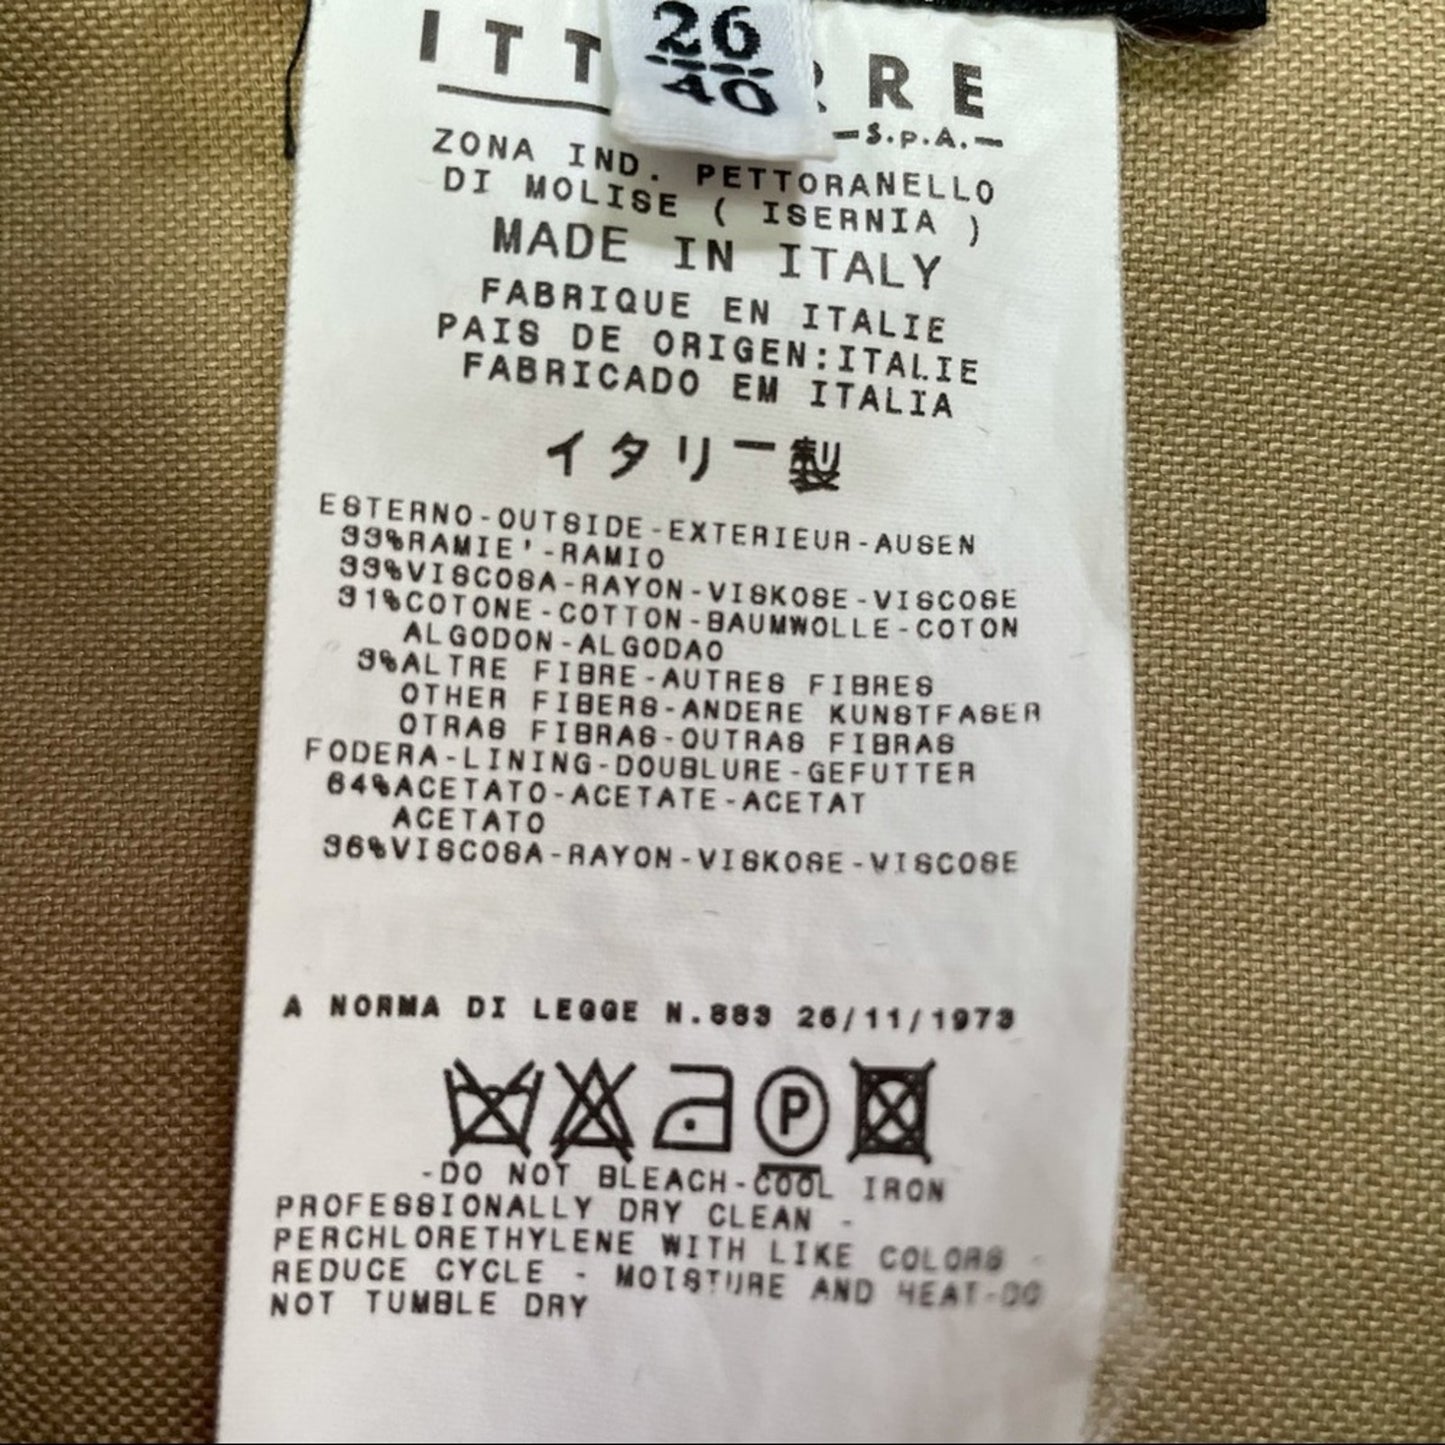 26
40
ITT RRE
-S.p.A.-
ZONA IND. PETTORANELLO
DI MOLISE ( ISERNIA )
MADE IN ITALY
FABRIQUE EN ITALIE
PAIS DE ORIGEN:ITALIE
FABRICADO EM ITALIA
イタリー製
ESTERNO-OUTSIDE-EXTERIEUR-AUSEN
33%RAMIE'-RAMIO
33%VISCOSA-RAYON-VISKOSE-VISCOSE
31%COTONE-COTTON-BAUMWOLLE-COTON
ALGODON-ALGODAO
3%ALTRE FIBRE-AUTRES FIBRES
OTHER FIBERS-ANDERE KUNSTFASER
OTRAS FIBRAS-OUTRAS FIBRAS
FODERA-LINING-DOUBLURE-GEFUTTER
64%ACETATO-ACETATE-ACETAT
ACETATO
36%VISCOSA-RAYON-VISKOSE-VISCOSE
A NORMA DI LEGGE N.883 26/11/1973
P
-DO NOT BLEACH-COOL IRON
PROFESSIONALLY DRY CLEAN -
PERCHLORETHYLENE WITH LIKE COLORS -
REDUCE CYCLE - MOISTURE AND HEAT-DO
NOT TUMBLE DRY